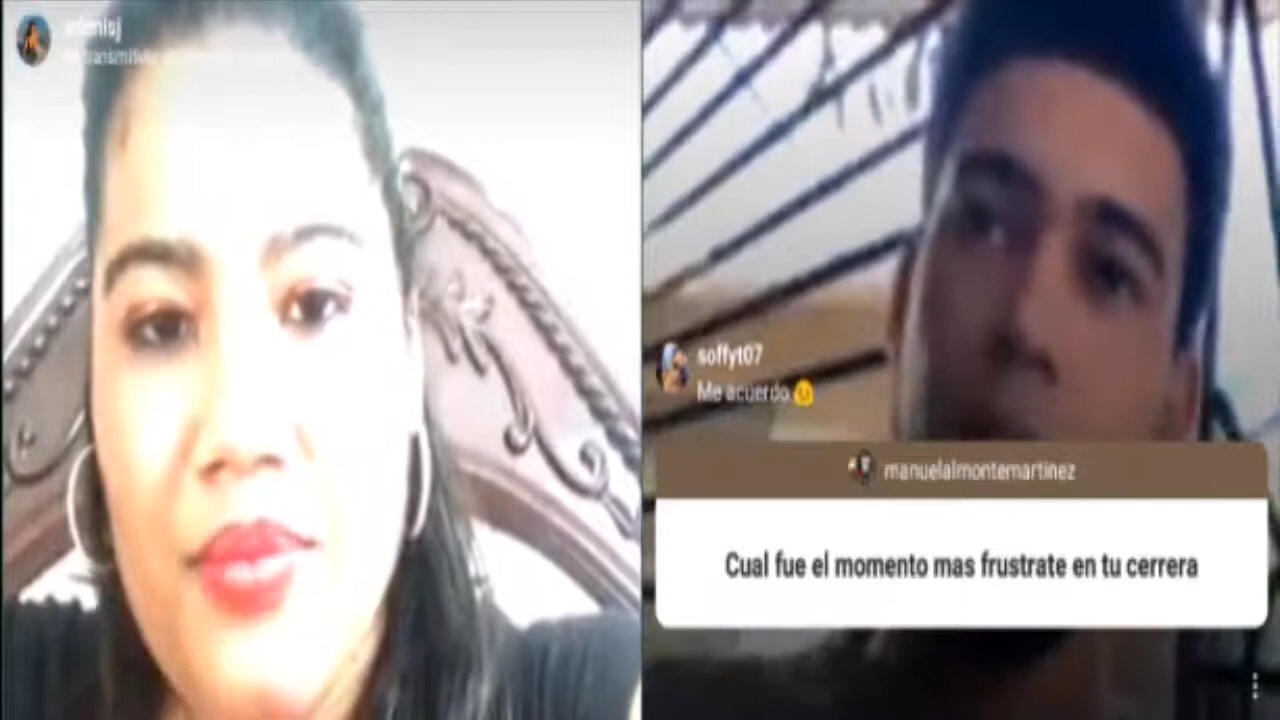 soffyt07
Me acuerdo
manuelalmontemartinez
Cual fue el momento mas frustrate en tu cerrera